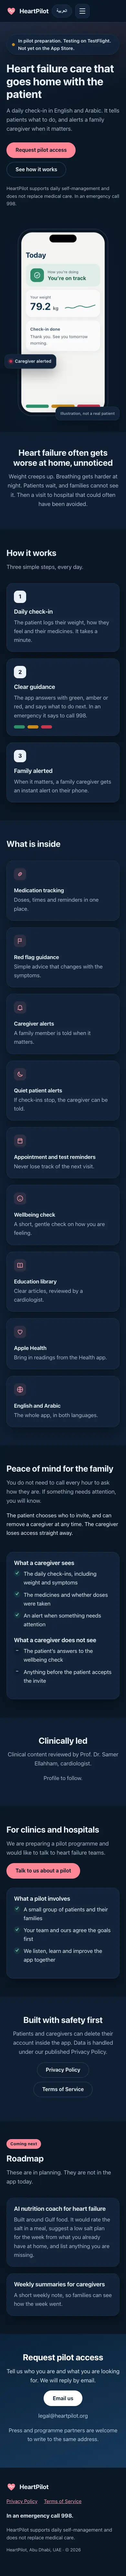 HeartPilot
العربية
In pilot preparation. Testing on TestFlight.
Not yet on the App Store.
Heart failure care that
goes home with the
patient
A daily check-in in English and Arabic. It tells
patients what to do, and alerts a family
caregiver when it matters.
Request pilot access
See how it works
HeartPilot supports daily self-management and
does not replace medical care. In an emergency call
998.
Today
How you're doing
You're on track
Your weight
79.2 kg
Check-in done
Thank you. See you tomorrow
morning.
Caregiver alerted
Illustration, not a real patient
Heart failure often gets
worse at home, unnoticed
Weight creeps up. Breathing gets harder at
night. Patients wait, and families cannot see
it. Then a visit to hospital that could often
have been avoided.
How it works
Three simple steps, every day.
1
Daily check-in
The patient logs their weight, how they
feel and their medicines. It takes a
minute.
2
Clear guidance
The app answers with green, amber or
red, and says what to do now. In an
emergency it says to call 998.
3
Family alerted
When it matters, a family caregiver gets
an instant alert on their phone.
What is inside
Medication tracking
Doses, times and reminders in one
place.
Red flag guidance
Simple advice that changes with the
symptoms.
Caregiver alerts
A family member is told when it
matters.
Quiet patient alerts
If check-ins stop, the caregiver can be
told.
Appointment and test reminders
Never lose track of the next visit.
Wellbeing check
A short, gentle check on how you are
feeling.
Education library
Clear articles, reviewed by a
cardiologist.
Apple Health
Bring in readings from the Health app.
English and Arabic
The whole app, in both languages.
Peace of mind for the family
You do not need to call every hour to ask
how they are. If something needs attention,
you will know.
The patient chooses who to invite, and can
remove a caregiver at any time. The caregiver
loses access straight away.
What a caregiver sees
The daily check-ins, including
weight and symptoms
The medicines and whether doses
were taken
An alert when something needs
attention
What a caregiver does not see
The patient's answers to the
wellbeing check
Anything before the patient accepts
the invite
Clinically led
Clinical content reviewed by Prof. Dr. Samer
Ellahham, cardiologist.
Profile to follow.
For clinics and hospitals
We are preparing a pilot programme and
would like to talk to heart failure teams.
Talk to us about a pilot
What a pilot involves
A small group of patients and their
families
Your team and ours agree the goals
first
We listen, learn and improve the
app together
Built with safety first
Patients and caregivers can delete their
account inside the app. Data is handled
under our published Privacy Policy.
Privacy Policy
Terms of Service
Coming next
Roadmap
These are in planning. They are not in the
app today.
AI nutrition coach for heart failure
Built around Gulf food. It would rate the
salt in a meal, suggest a low salt plan
for the week from what you already
have at home, and list anything you are
missing.
Weekly summaries for caregivers
A short weekly note, so families can see
how the week went.
Request pilot access
Tell us who you are and what you are looking
for. We will reply by email.
Email us
legal@heartpilot.org
Press and programme partners are welcome
to write to the same address.
HeartPilot
Privacy Policy Terms of Service
In an emergency call 998.
HeartPilot supports daily self-management and
does not replace medical care.
HeartPilot, Abu Dhabi, UAE · © 2026